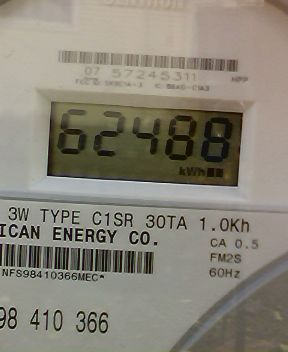 07 57245311
62488
kWh
3W TYPE C1SR 30TA 1.0Kh
ICAN ENERGY CO.
CA 0.5
FM2S
60Hz
NFS98410366MEC*
98 410 366